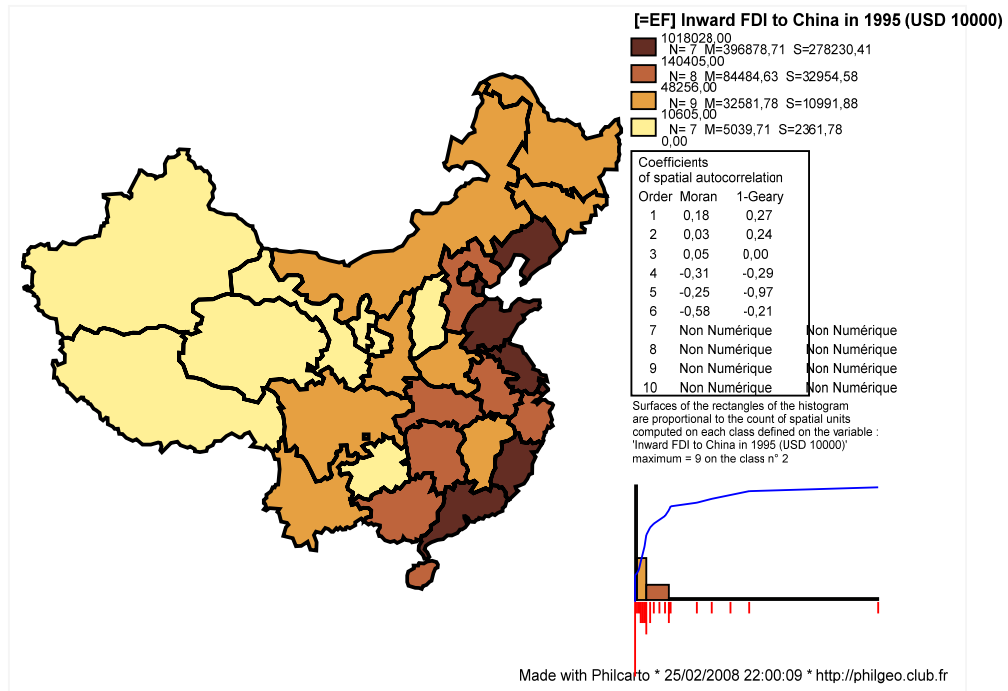 [=EF] Inward FDI to China in 1995 (USD 10000)
1018028,00
N= 7 M=396878,71 S=278230,41
140405,00
N= 8 M=84484,63 S=32954,58
48256,00
N= 9 M=32581,78 S=10991,88
10605,00
N= 7 M=5039,71 S=2361,78
0,00
Coefficients
of spatial autocorrelation
Order Moran 1-Geary
1 0,18 0,27
2 0,03 0,24
3 0,05 0,00
4 -0,31 -0,29
5 -0,25 -0,97
6 -0,58 -0,21
7 Non Numérique Non Numérique
8 Non Numérique Non Numérique
9 Non Numérique Non Numérique
10 Non Numérique Non Numérique
Surfaces of the rectangles of the histogram
are proportional to the count of spatial units
computed on each class defined on the variable :
'Inward FDI to China in 1995 (USD 10000)'
maximum = 9 on the class n° 2
Made with Philcarto * 25/02/2008 22:00:09 * http://philgeo.club.fr